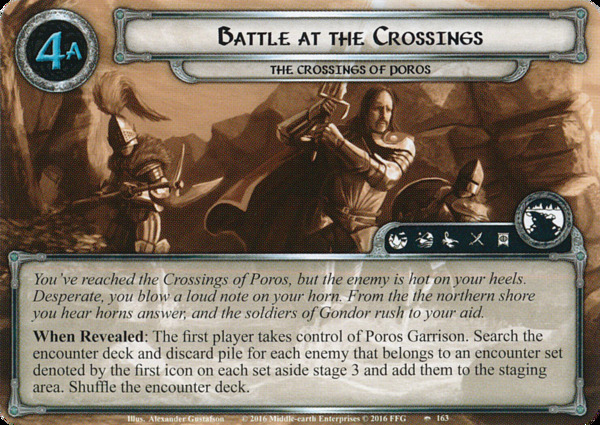 4A
BATTLE AT THE CROSSINGS
THE CROSSINGS OF POROS
You've reached the Crossings of Poros, but the enemy is hot on your heels.
Desperate, you blow a loud note on your horn. From the the northern shore
you hear horns answer, and the soldiers of Gondor rush to your aid.
When Revealed: The first player takes control of Poros Garrison. Search the
encounter deck and discard pile for each enemy that belongs to an encounter set
denoted by the first icon on each set aside stage 3 and add them to the staging
area. Shuffle the encounter deck.
Illus. Alexander Gustafson © 2016 Middle-earth Enterprises © 2016 FFG 163